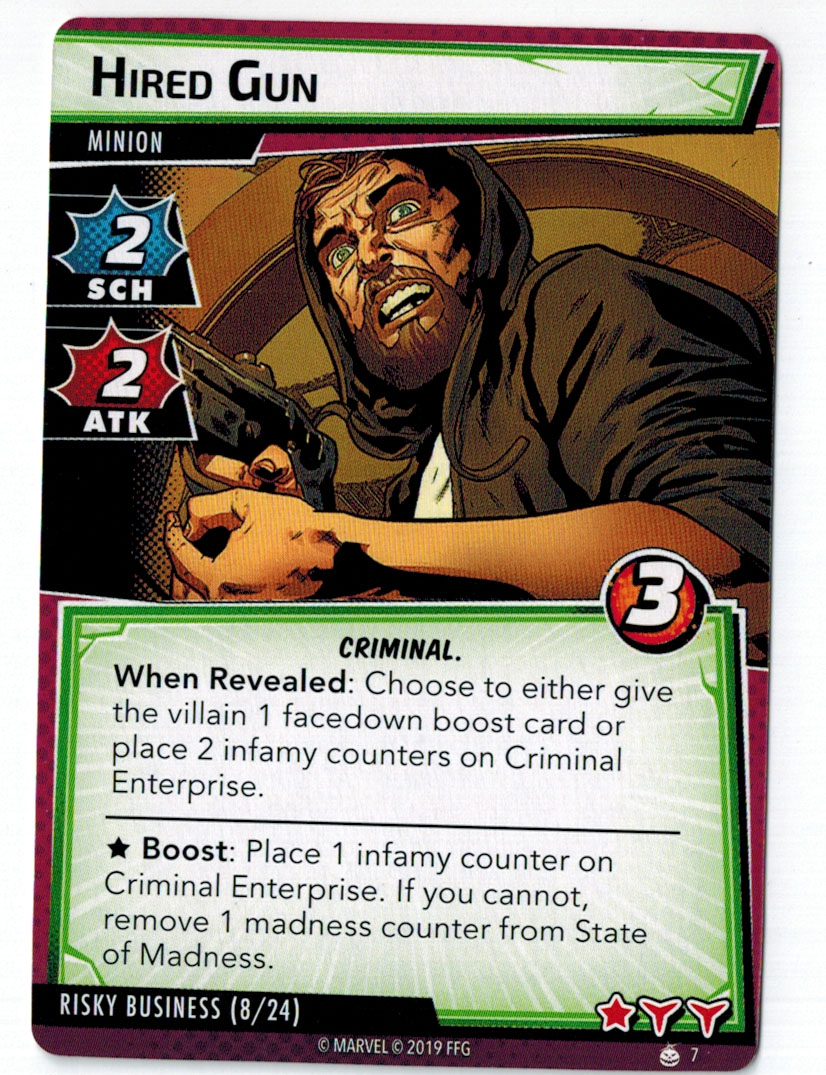 HIRED GUN
MINION
2
SCH
2
ATK
3
CRIMINAL.
When Revealed: Choose to either give
the villain 1 facedown boost card or
place 2 infamy counters on Criminal
Enterprise.
★ Boost: Place 1 infamy counter on
Criminal Enterprise. If you cannot,
remove 1 madness counter from State
of Madness.
RISKY BUSINESS (8/24)
© MARVEL © 2019 FFG
7